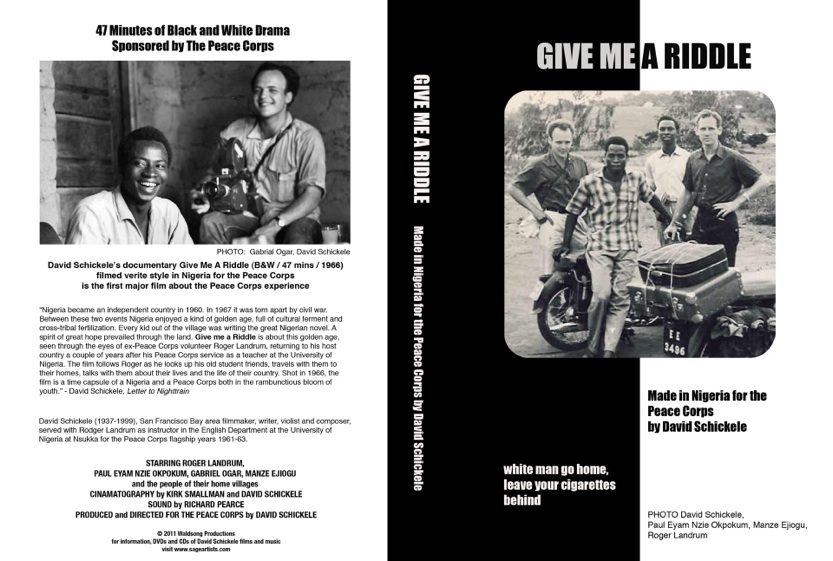 47 Minutes of Black and White Drama
Sponsored by The Peace Corps
PHOTO: Gabrial Ogar, David Schickele
David Schickele's documentary Give Me A Riddle (B&W / 47 mins / 1966)
filmed verite style in Nigeria for the Peace Corps
is the first major film about the Peace Corps experience
"Nigeria became an independent country in 1960. In 1967 it was torn apart by civil war.
Between these two events Nigeria enjoyed a kind of golden age, full of cultural ferment and
cross-tribal fertilization. Every kid out of the village was writing the great Nigerian novel. A
spirit of great hope prevailed through the land. Give me a Riddle is about this golden age,
seen through the eyes of ex-Peace Corps volunteer Roger Landrum, returning to his host
country a couple of years after his Peace Corps service as a teacher at the University of
Nigeria. The film follows Roger as he looks up his old student friends, travels with them to
their homes, talks with them about their lives and the life of their country. Shot in 1966, the
film is a time capsule of a Nigeria and a Peace Corps both in the rambunctious bloom of
youth." - David Schickele, Letter to Nighttrain
David Schickele (1937-1999), San Francisco Bay area filmmaker, writer, violist and composer,
served with Rodger Landrum as instructor in the English Department at the University of
Nigeria at Nsukka for the Peace Corps flagship years 1961-63.
STARRING ROGER LANDRUM,
PAUL EYAM NZIE OKPOKUM, GABRIEL OGAR, MANZE EJIOGU
and the people of their home villages
CINAMATOGRAPHY by KIRK SMALLMAN and DAVID SCHICKELE
SOUND by RICHARD PEARCE
PRODUCED and DIRECTED FOR THE PEACE CORPS by DAVID SCHICKELE
© 2011 Waldsong Productions
for information, DVDs and CDs of David Schickele films and music
visit www.sageartists.com
GIVE ME A RIDDLE Made in Nigeria for the Peace Corps by David Schickele
GIVE ME A RIDDLE
EE
3496
Made in Nigeria for the
Peace Corps
by David Schickele
white man go home,
leave your cigarettes
behind
PHOTO David Schickele,
Paul Eyam Nzie Okpokum, Manze Ejiogu,
Roger Landrum